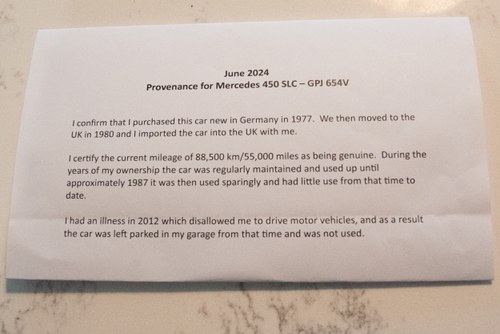 June 2024
Provenance for Mercedes 450 SLC – GPJ 654V
I confirm that I purchased this car new in Germany in 1977. We then moved to the
UK in 1980 and I imported the car into the UK with me.
I certify the current mileage of 88,500 km/55,000 miles as being genuine. During the
years of my ownership the car was regularly maintained and used up until
approximately 1987 it was then used sparingly and had little use from that time to
date.
I had an illness in 2012 which disallowed me to drive motor vehicles, and as a result
the car was left parked in my garage from that time and was not used.